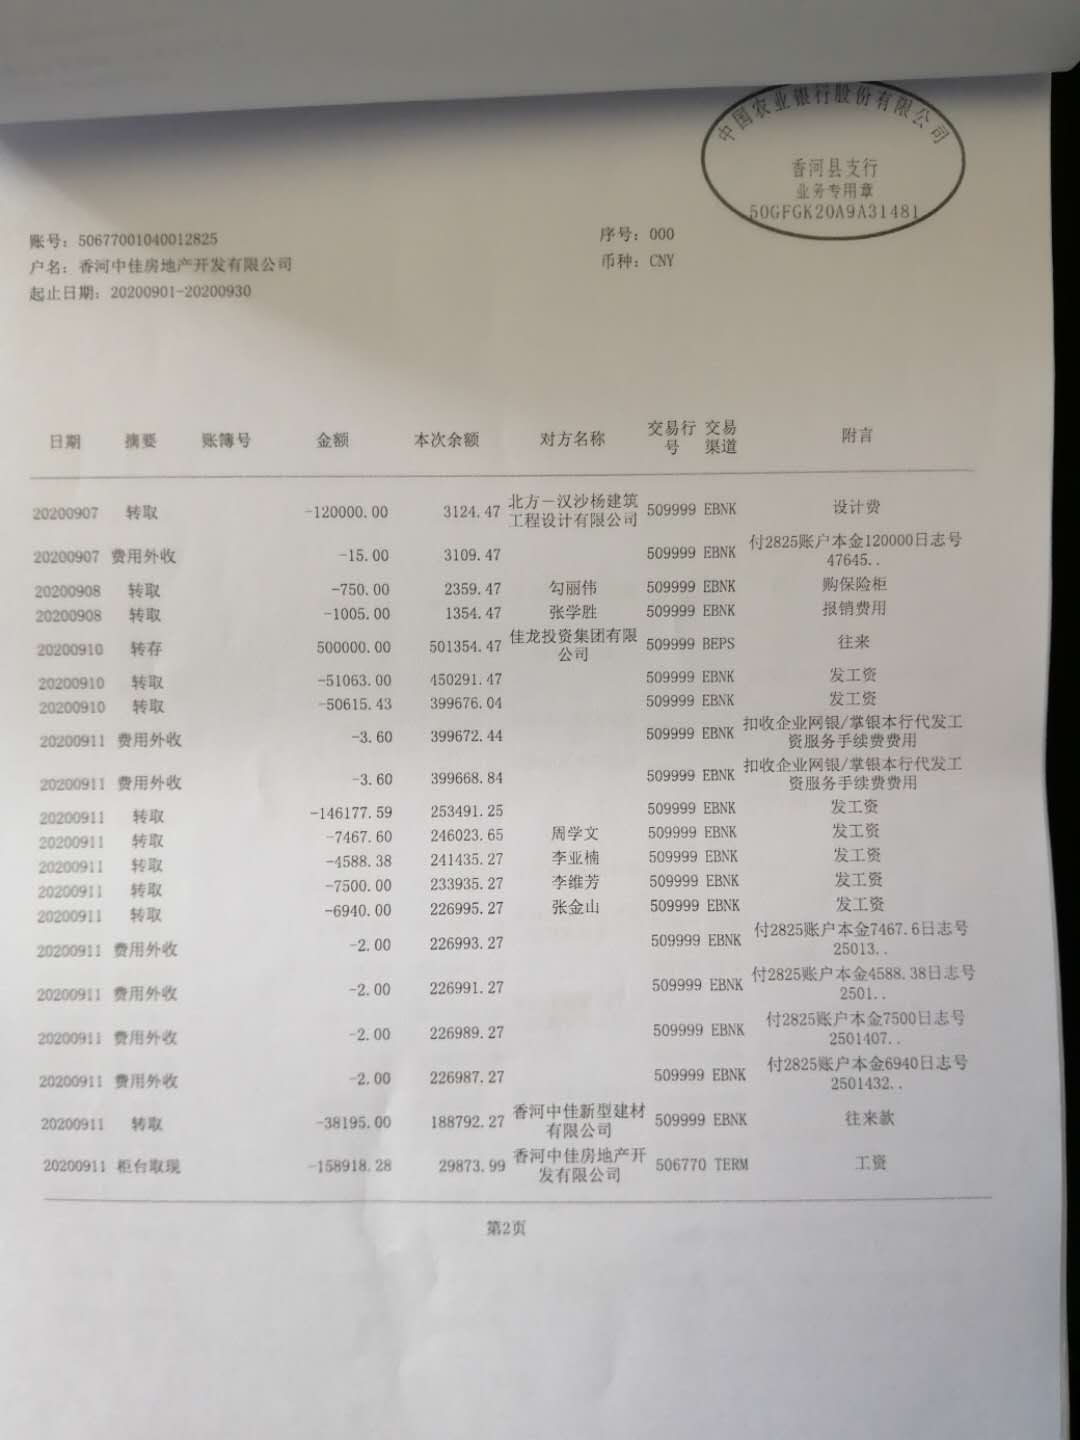 中国农业银行股份有限公司
香河县支行
业务专用章
50GFGK20A9A31481
账号：50677001040012825 序号：000
户名：香河中佳房地产开发有限公司 币种：CNY
起止日期：20200901-20200930
日期 摘要 账簿号 金额 本次余额 对方名称 交易行号 交易渠道 附言
20200907 转取 -120000.00 3124.47 北方一汉沙杨建筑工程设计有限公司 509999 EBNK 设计费
20200907 费用外收 -15.00 3109.47 509999 EBNK 付2825账户本金120000日志号47645..
20200908 转取 -750.00 2359.47 勾丽伟 509999 EBNK 购保险柜
20200908 转取 -1005.00 1354.47 张学胜 509999 EBNK 报销费用
20200910 转存 500000.00 501354.47 佳龙投资集团有限公司 509999 BEPS 往来
20200910 转取 -51063.00 450291.47 509999 EBNK 发工资
20200910 转取 -50615.43 399676.04 509999 EBNK 发工资
20200911 费用外收 -3.60 399672.44 509999 EBNK 扣收企业网银/掌银本行代发工资服务手续费费用
20200911 费用外收 -3.60 399668.84 509999 EBNK 扣收企业网银/掌银本行代发工资服务手续费费用
20200911 转取 -146177.59 253491.25 509999 EBNK 发工资
20200911 转取 -7467.60 246023.65 周学文 509999 EBNK 发工资
20200911 转取 -4588.38 241435.27 李亚楠 509999 EBNK 发工资
20200911 转取 -7500.00 233935.27 李维芳 509999 EBNK 发工资
20200911 转取 -6940.00 226995.27 张金山 509999 EBNK 发工资
20200911 费用外收 -2.00 226993.27 509999 EBNK 付2825账户本金7467.6日志号25013..
20200911 费用外收 -2.00 226991.27 509999 EBNK 付2825账户本金4588.38日志号2501..
20200911 费用外收 -2.00 226989.27 509999 EBNK 付2825账户本金7500日志号2501407..
20200911 费用外收 -2.00 226987.27 509999 EBNK 付2825账户本金6940日志号2501432..
20200911 转取 -38195.00 188792.27 香河中佳新型建材有限公司 509999 EBNK 往来款
20200911 柜台取现 -158918.28 29873.99 香河中佳房地产开发有限公司 506770 TERM 工资
第2页